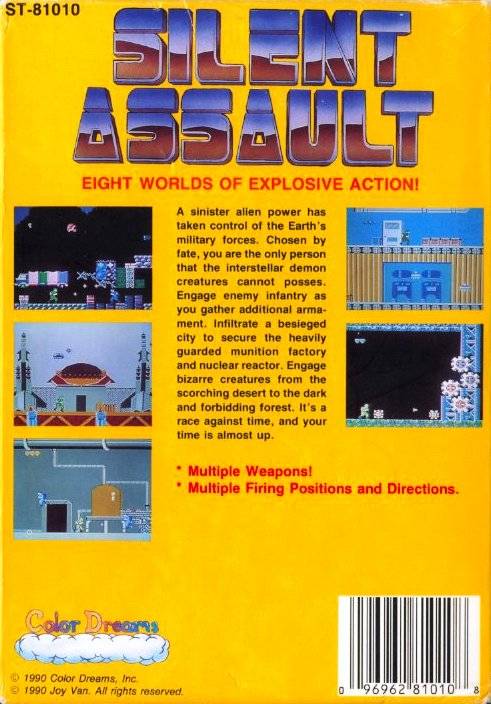 ST-81010
SILENT
ASSAULT
EIGHT WORLDS OF EXPLOSIVE ACTION!
A sinister alien power has
taken control of the Earth's
military forces. Chosen by
fate, you are the only person
that the interstellar demon
creatures cannot posses.
Engage enemy infantry as
you gather additional arma-
ment. Infiltrate a besieged
city to secure the heavily
guarded munition factory
and nuclear reactor. Engage
bizarre creatures from the
scorching desert to the dark
and forbidding forest. It's a
race against time, and your
time is almost up.
* Multiple Weapons!
* Multiple Firing Positions and Directions.
Color Dreams
© 1990 Color Dreams, Inc.
© 1990 Joy Van. All rights reserved.
0 96962 81010 8